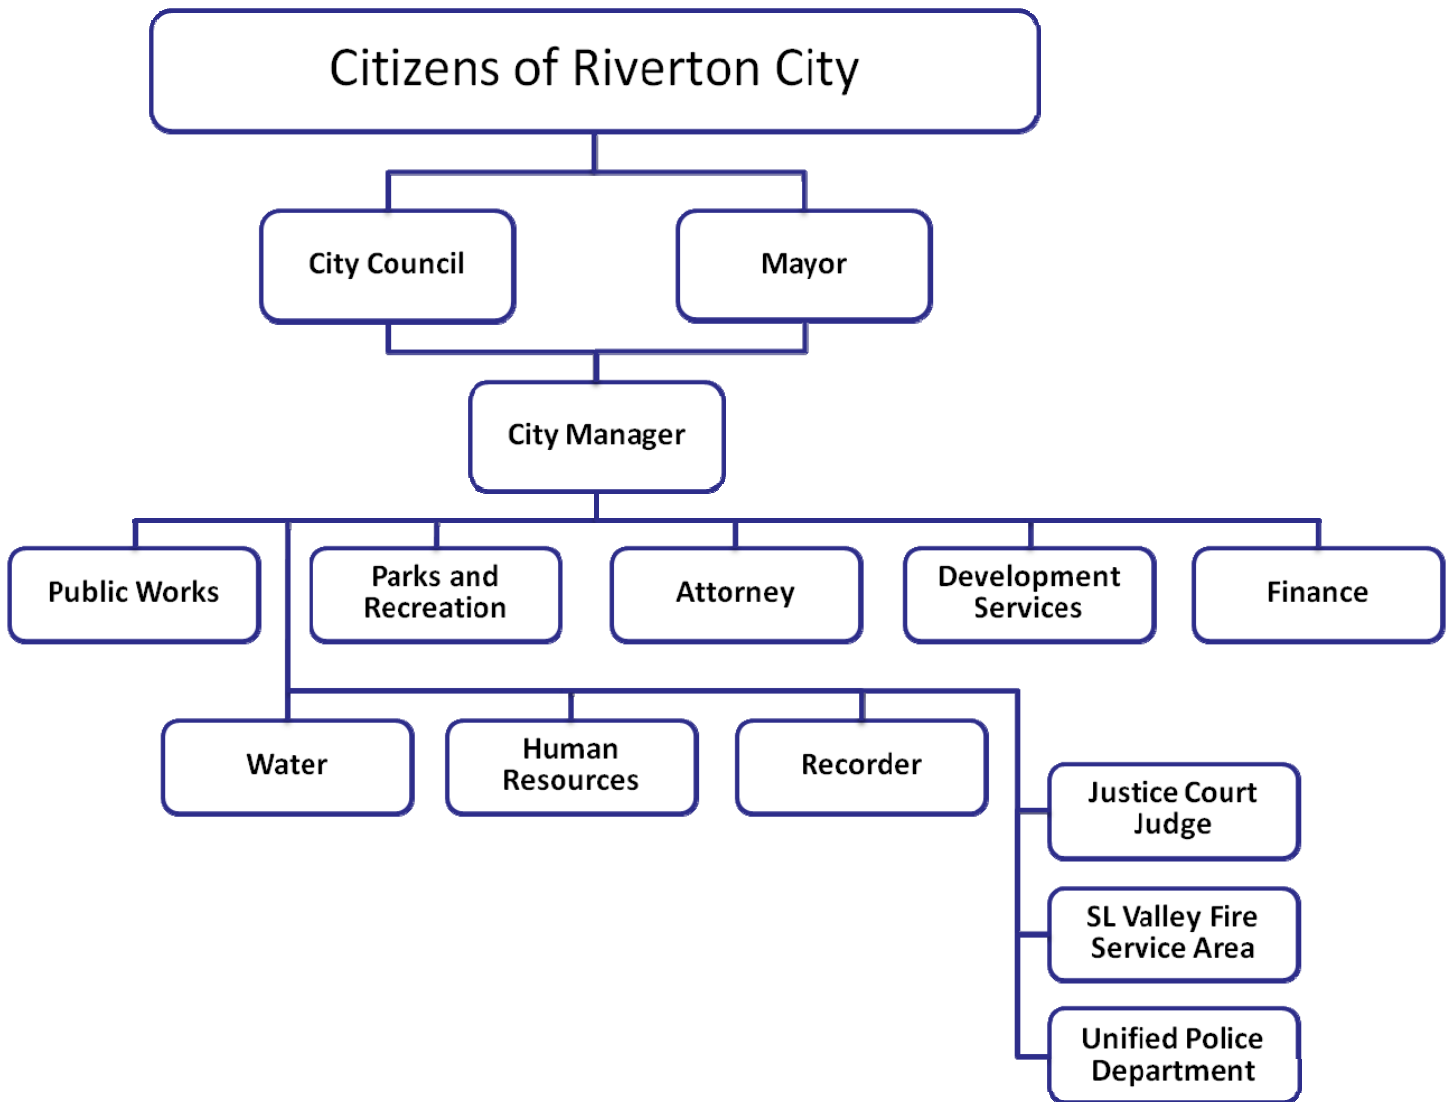 Citizens of Riverton City
City Council
Mayor
City Manager
Public Works
Parks and
Recreation
Attorney
Development
Services
Finance
Water
Human
Resources
Recorder
Justice Court
Judge
SL Valley Fire
Service Area
Unified Police
Department